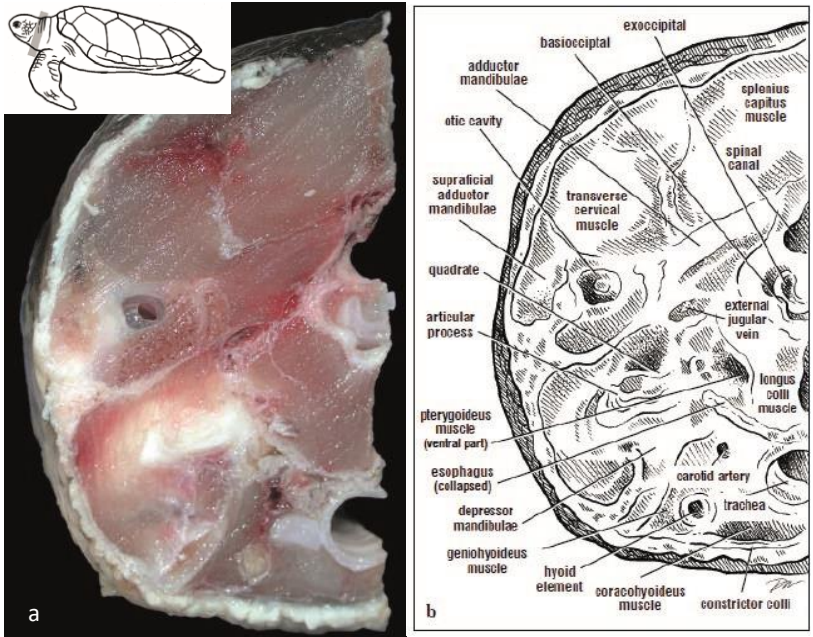 exoccipital
basiocciptal
adductor
mandibulae
otic cavity
splenius
capitus
muscle
spinal
canal
supraficial
adductor
mandibulae
transverse
cervical
muscle
quadrate
articular
process
external
jugular
vein
longus
colli
muscle
pterygoideus
muscle
(ventral part)
esophagus
(collapsed)
carotid artery
depressor
mandibulae
trachea
geniohyoideus
muscle
hyoid
element
coracohyoideus
muscle
constrictor colli
a
b